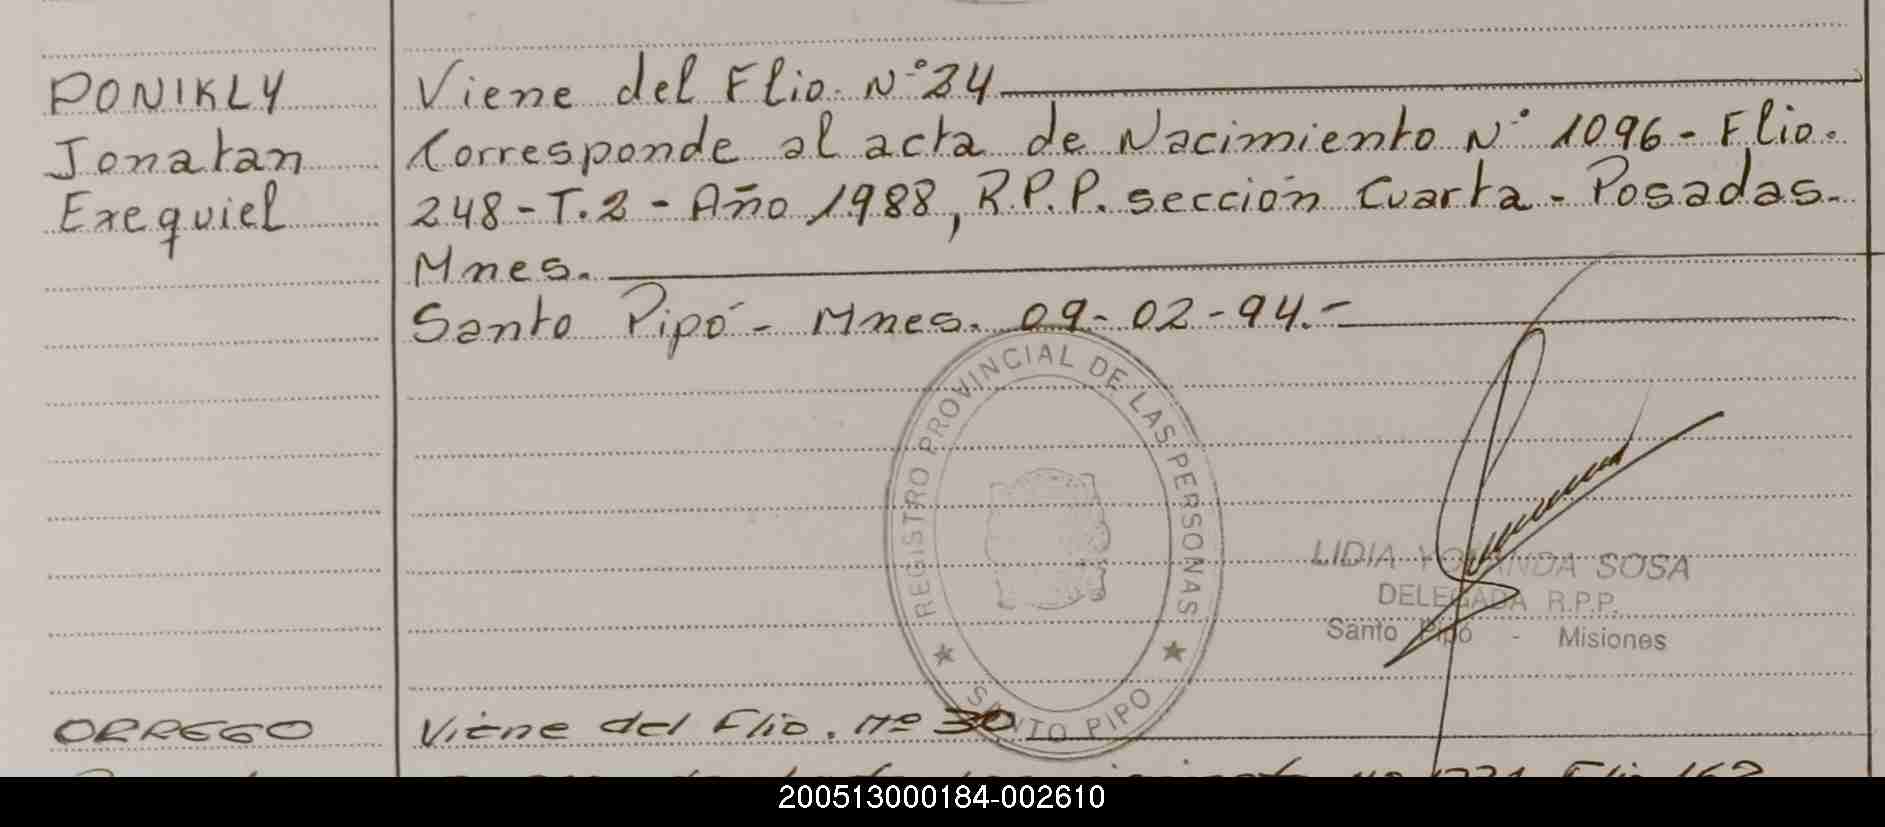 PONIKLY
Jonatan
Exequiel
Viene del Flio. N° 24
Corresponde al acta de Nacimiento N° 1096 - Flio.
248 - T. 2 - Año 1988, R.P.P. sección Cuarta - Posadas.
Mnes.
Santo Pipó - Mnes. 09-02-94.-
REGISTRO PROVINCIAL DE LAS PERSONAS
SANTO PIPO
LIDIA YOLANDA SOSA
DELEGADA R.P.P.
Santo Pipó - Misiones
ORREGO
Viene del Flio. nº 30
200513000184-002610